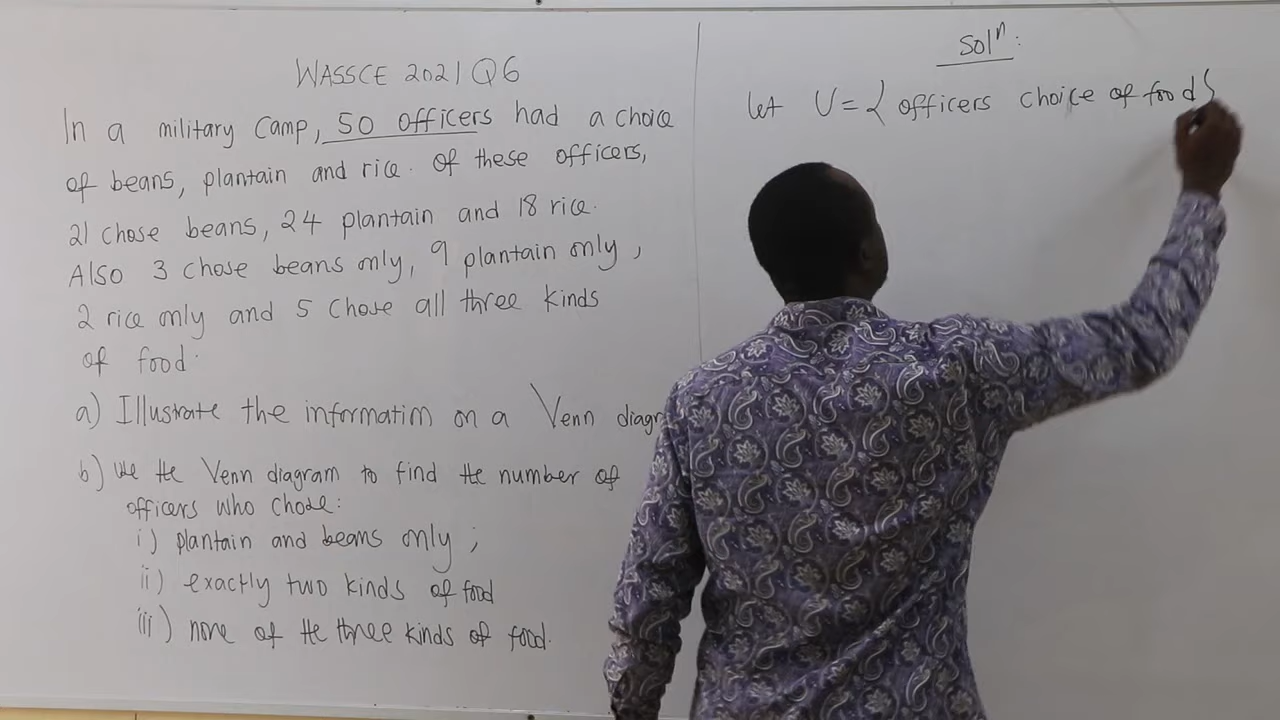 WASSCE 2021 Q6
In a military camp, 50 officers had a choice
of beans, plantain and rice. Of these officers,
21 chose beans, 24 plantain and 18 rice.
Also 3 chose beans only, 9 plantain only,
2 rice only and 5 chose all three kinds
of food.
a) Illustrate the information on a Venn diagr
b) use the Venn diagram to find the number of
officers who chose:
i) plantain and beans only;
ii) exactly two kinds of food
iii) none of the three kinds of food.
Solⁿ:
let U = { officers choice of food }